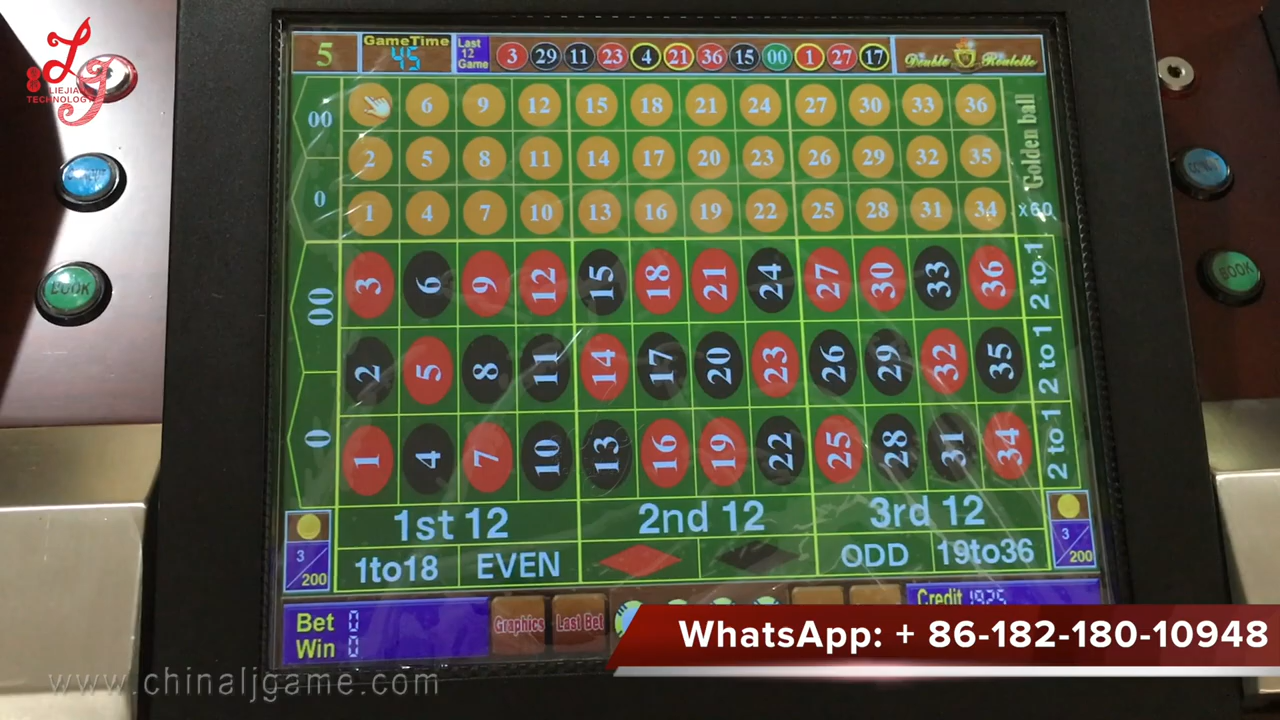 LJ
LIEJIANG
TECHNOLOGY
5
GameTime
45
Last
12
Game
3 29 11 23 4 21 36 15 00 1 27 17
Double Roulette
00 6 9 12 15 18 21 24 27 30 33 36
2 5 8 11 14 17 20 23 26 29 32 35
0 1 4 7 10 13 16 19 22 25 28 31 34
Golden ball
x60
00 3 6 9 12 15 18 21 24 27 30 33 36 2 to 1
2 5 8 11 14 17 20 23 26 29 32 35 2 to 1
0 1 4 7 10 13 16 19 22 25 28 31 34 2 to 1
1st 12 2nd 12 3rd 12
1to18 EVEN ODD 19to36
3
200
3
200
Bet 0
Win 0
Graphics
Last Bet
Credit 1925
BOOK
BOOK
WhatsApp: + 86-182-180-10948
www.chinaljgame.com